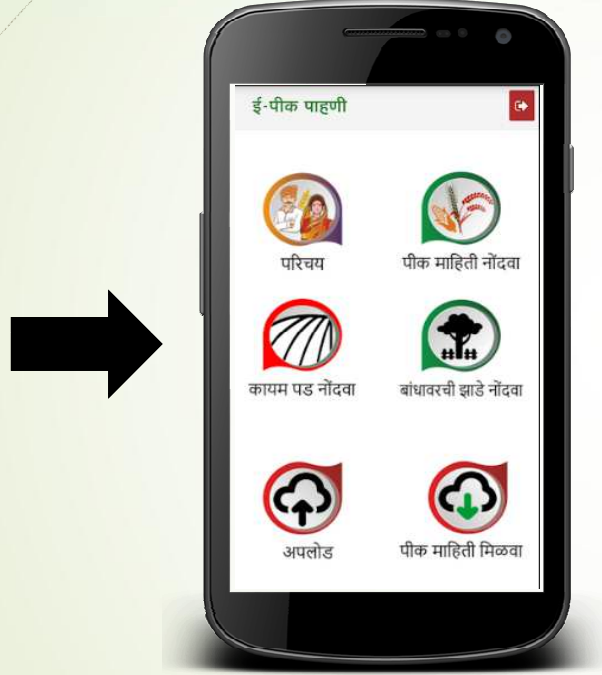 ई-पीक पाहणी
परिचय
पीक माहिती नोंदवा
कायम पड नोंदवा
बांधावरची झाडे नोंदवा
अपलोड
पीक माहिती मिळवा